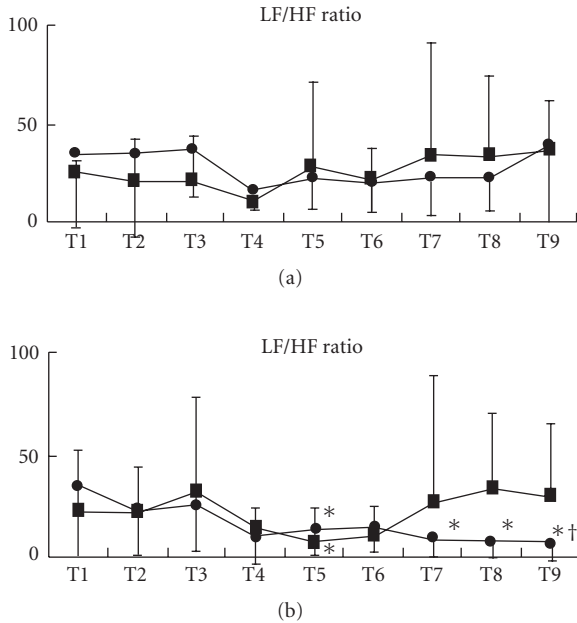 LF/HF ratio
100
50
0
T1 T2 T3 T4 T5 T6 T7 T8 T9
(a)
LF/HF ratio
100
50
0
* * * * *†
T1 T2 T3 T4 T5 T6 T7 T8 T9
(b)